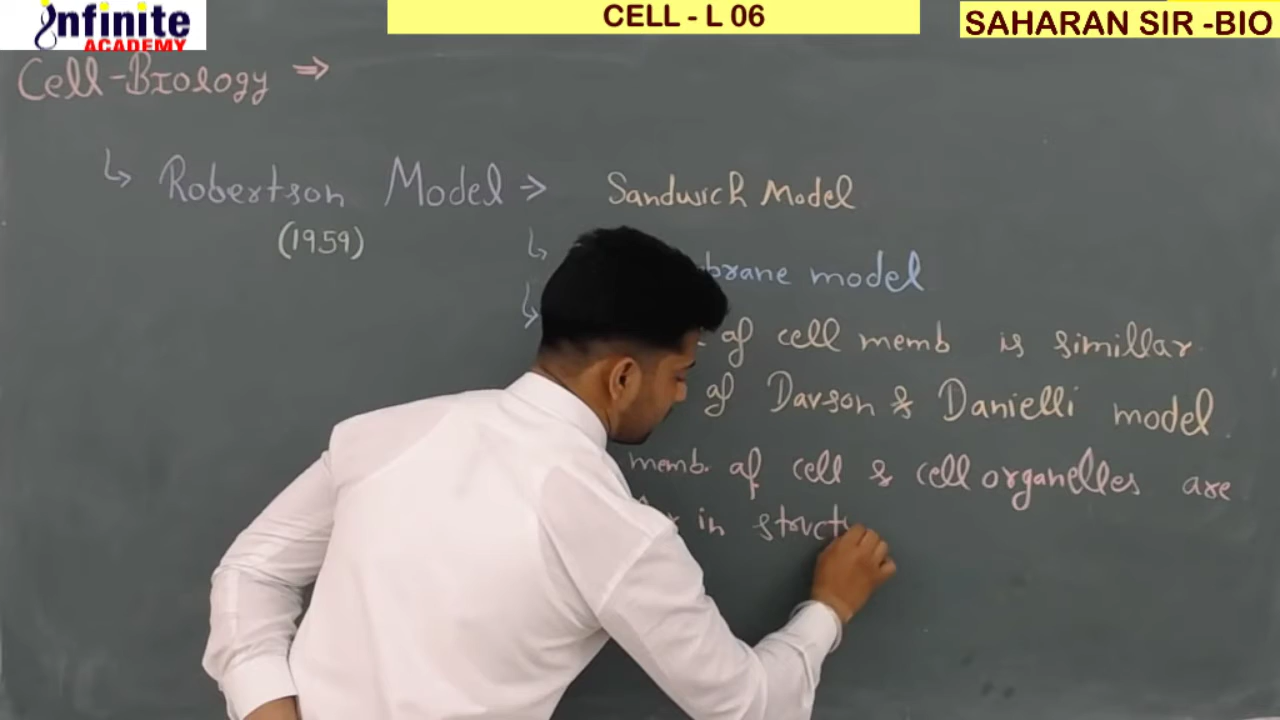 infinite
ACADEMY
CELL - L 06
SAHARAN SIR -BIO
Cell-Biology ⇒
↳ Robertson Model → Sandwich Model
(1959)
↳ brane model
↳ of cell memb is simillar
of Davson & Danielli model.
memb. of cell & cell organelles are
in struct